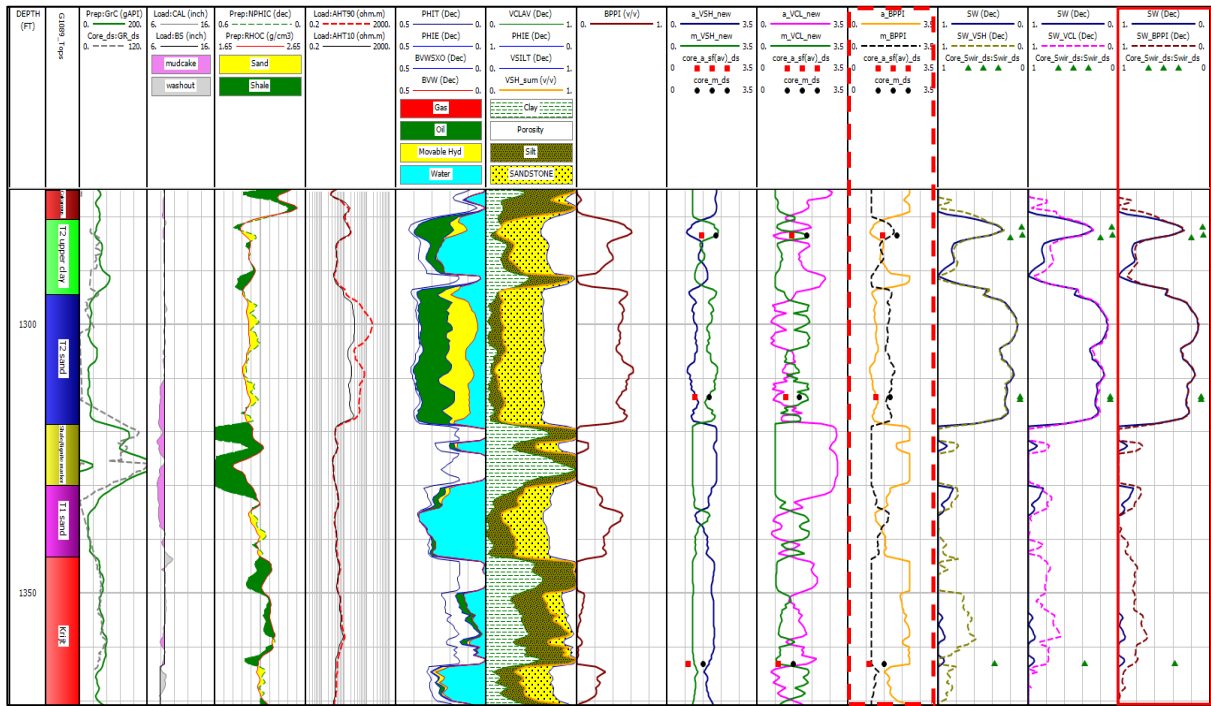 DEPTH
(FT)
G1089_Tops
Prep:GrC (gAPI)
0. 200.
Core_ds:GR_ds
0. 120.
Load:CAL (inch)
6. 16.
Load:BS (inch)
6. 16.
mudcake
washout
Prep:NPHIC (dec)
0.6 0.
Prep:RHOC (g/cm3)
1.65 2.65
Sand
Shale
Load:AHT90 (ohm.m)
0.2 2000.
Load:AHT10 (ohm.m)
0.2 2000.
PHIT (Dec)
0.5 0.
PHIE (Dec)
0.5 0.
BVWSXO (Dec)
0.5 0.
BVW (Dec)
0.5 0.
Gas
Oil
Movable Hyd
Water
VCLAV (Dec)
0. 1.
PHIE (Dec)
1. 0.
VSILT (Dec)
0. 1.
VSH_sum (v/v)
0. 1.
Clay
Porosity
Silt
SANDSTONE
BPPI (v/v)
0. 1.
a_VSH_new
0 3.5
m_VSH_new
0 3.5
core_a_sf(av)_ds
0 3.5
core_m_ds
0 3.5
a_VCL_new
0 3.5
m_VCL_new
0 3.5
core_a_sf(av)_ds
0 3.5
core_m_ds
0 3.5
a_BPPI
0 3.5
m_BPPI
0 3.5
core_a_sf(av)_ds
0 3.5
core_m_ds
0 3.5
SW (Dec)
1. 0.
SW_VSH (Dec)
1. 0.
Core_Swir_ds:Swir_ds
1 0
SW (Dec)
1. 0.
SW_VCL (Dec)
1. 0.
Core_Swir_ds:Swir_ds
1 0
SW (Dec)
1. 0.
SW_BPPI (Dec)
1. 0.
Core_Swir_ds:Swir_ds
1 0
T2 upper clay
T2 sand
T1 sand
Krijt
1300
1350